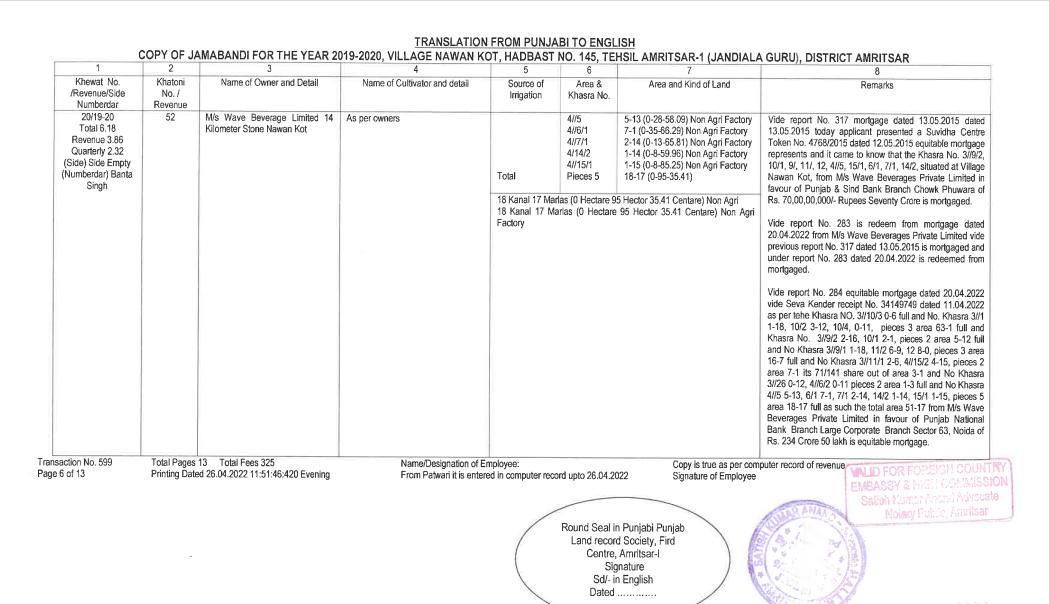 TRANSLATION FROM PUNJABI TO ENGLISH
COPY OF JAMABANDI FOR THE YEAR 2019-2020, VILLAGE NAWAN KOT, HADBAST NO. 145, TEHSIL AMRITSAR-1 (JANDIALA GURU), DISTRICT AMRITSAR
1 2 3 4 5 6 7 8
Khewat No.
/Revenue/Side
Numberdar
Khatoni
No. /
Revenue
Name of Owner and Detail
Name of Cultivator and detail
Source of
Irrigation
Area &
Khasra No.
Area and Kind of Land
Remarks
20/19-20
Total 6.18
Revenue 3.86
Quarterly 2.32
(Side) Side Empty
(Numberdar) Banta
Singh
52
M/s Wave Beverage Limited 14
Kilometer Stone Nawan Kot
As per owners
4//5 5-13 (0-28-58.09) Non Agri Factory
4//6/1 7-1 (0-35-66.29) Non Agri Factory
4//7/1 2-14 (0-13-65.81) Non Agri Factory
4/14/2 1-14 (0-8-59.96) Non Agri Factory
4//15/1 1-15 (0-8-85.25) Non Agri Factory
Total Pieces 5 18-17 (0-95-35.41)
18 Kanal 17 Marlas (0 Hectare 95 Hector 35.41 Centare) Non Agri
18 Kanal 17 Marlas (0 Hectare 95 Hector 35.41 Centare) Non Agri
Factory
Vide report No. 317 mortgage dated 13.05.2015 dated
13.05.2015 today applicant presented a Suvidha Centre
Token No. 4768/2015 dated 12.05.2015 equitable mortgage
represents and it came to know that the Khasra No. 3//9/2,
10/1, 9/, 11/, 12, 4//5, 15/1, 6/1, 7/1, 14/2, situated at Village
Nawan Kot, from M/s Wave Beverages Private Limited in
favour of Punjab & Sind Bank Branch Chowk Phuwara of
Rs. 70,00,00,000/- Rupees Seventy Crore is mortgaged.
Vide report No. 283 is redeem from mortgage dated
20.04.2022 from M/s Wave Beverages Private Limited vide
previous report No. 317 dated 13.05.2015 is mortgaged and
under report No. 283 dated 20.04.2022 is redeemed from
mortgaged.
Vide report No. 284 equitable mortgage dated 20.04.2022
vide Seva Kender receipt No. 34149749 dated 11.04.2022
as per tehe Khasra NO. 3//10/3 0-6 full and No. Khasra 3//1
1-18, 10/2 3-12, 10/4, 0-11, pieces 3 area 63-1 full and
Khasra No. 3//9/2 2-16, 10/1 2-1, pieces 2 area 5-12 full
and No Khasra 3//9/1 1-18, 11/2 6-9, 12 8-0, pieces 3 area
16-7 full and No Khasra 3//11/1 2-6, 4//15/2 4-15, pieces 2
area 7-1 its 71/141 share out of area 3-1 and No Khasra
3//26 0-12, 4//6/2 0-11 pieces 2 area 1-3 full and No Khasra
4//5 5-13, 6/1 7-1, 7/1 2-14, 14/2 1-14, 15/1 1-15, pieces 5
area 18-17 full as such the total area 51-17 from M/s Wave
Beverages Private Limited in favour of Punjab National
Bank Branch Large Corporate Branch Sector 63, Noida of
Rs. 234 Crore 50 lakh is equitable mortgage.
Transaction No. 599 Total Pages 13 Total Fees 325 Name/Designation of Employee: Copy is true as per computer record of revenue
Page 6 of 13 Printing Dated 26.04.2022 11:51:46:420 Evening From Patwari it is entered in computer record upto 26.04.2022 Signature of Employee
VALID FOR FOREIGN COUNTRY
EMBASSY & HIGH COMMISSION
Satish Kumar Anand Advocate
Notary Public, Amritsar
Round Seal in Punjabi Punjab
Land record Society, Fird
Centre, Amritsar-I
Signature
Sd/- in English
Dated .............
SATISH KUMAR ANAND